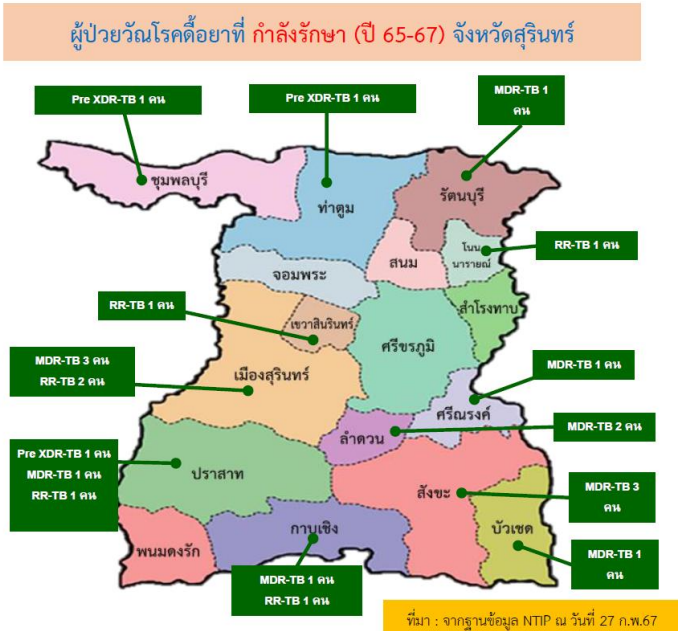 ผู้ป่วยวัณโรคดื้อยาที่ กำลังรักษา (ปี 65-67) จังหวัดสุรินทร์
Pre XDR-TB 1 คน
Pre XDR-TB 1 คน
MDR-TB 1
คน
ชุมพลบุรี
ท่าตูม
รัตนบุรี
RR-TB 1 คน
โนน
นารายณ์
สนม
จอมพระ
สำโรงทาบ
RR-TB 1 คน
เขวาสินรินทร์
ศรีขรภูมิ
MDR-TB 3 คน
RR-TB 2 คน
เมืองสุรินทร์
MDR-TB 1 คน
ศรีณรงค์
ลำดวน
MDR-TB 2 คน
Pre XDR-TB 1 คน
MDR-TB 1 คน
RR-TB 1 คน
ปราสาท
สังขะ
MDR-TB 3
คน
พนมดงรัก
กาบเชิง
บัวเชด
MDR-TB 1 คน
RR-TB 1 คน
MDR-TB 1
คน
ที่มา : จากฐานข้อมูล NTIP ณ วันที่ 27 ก.พ.67